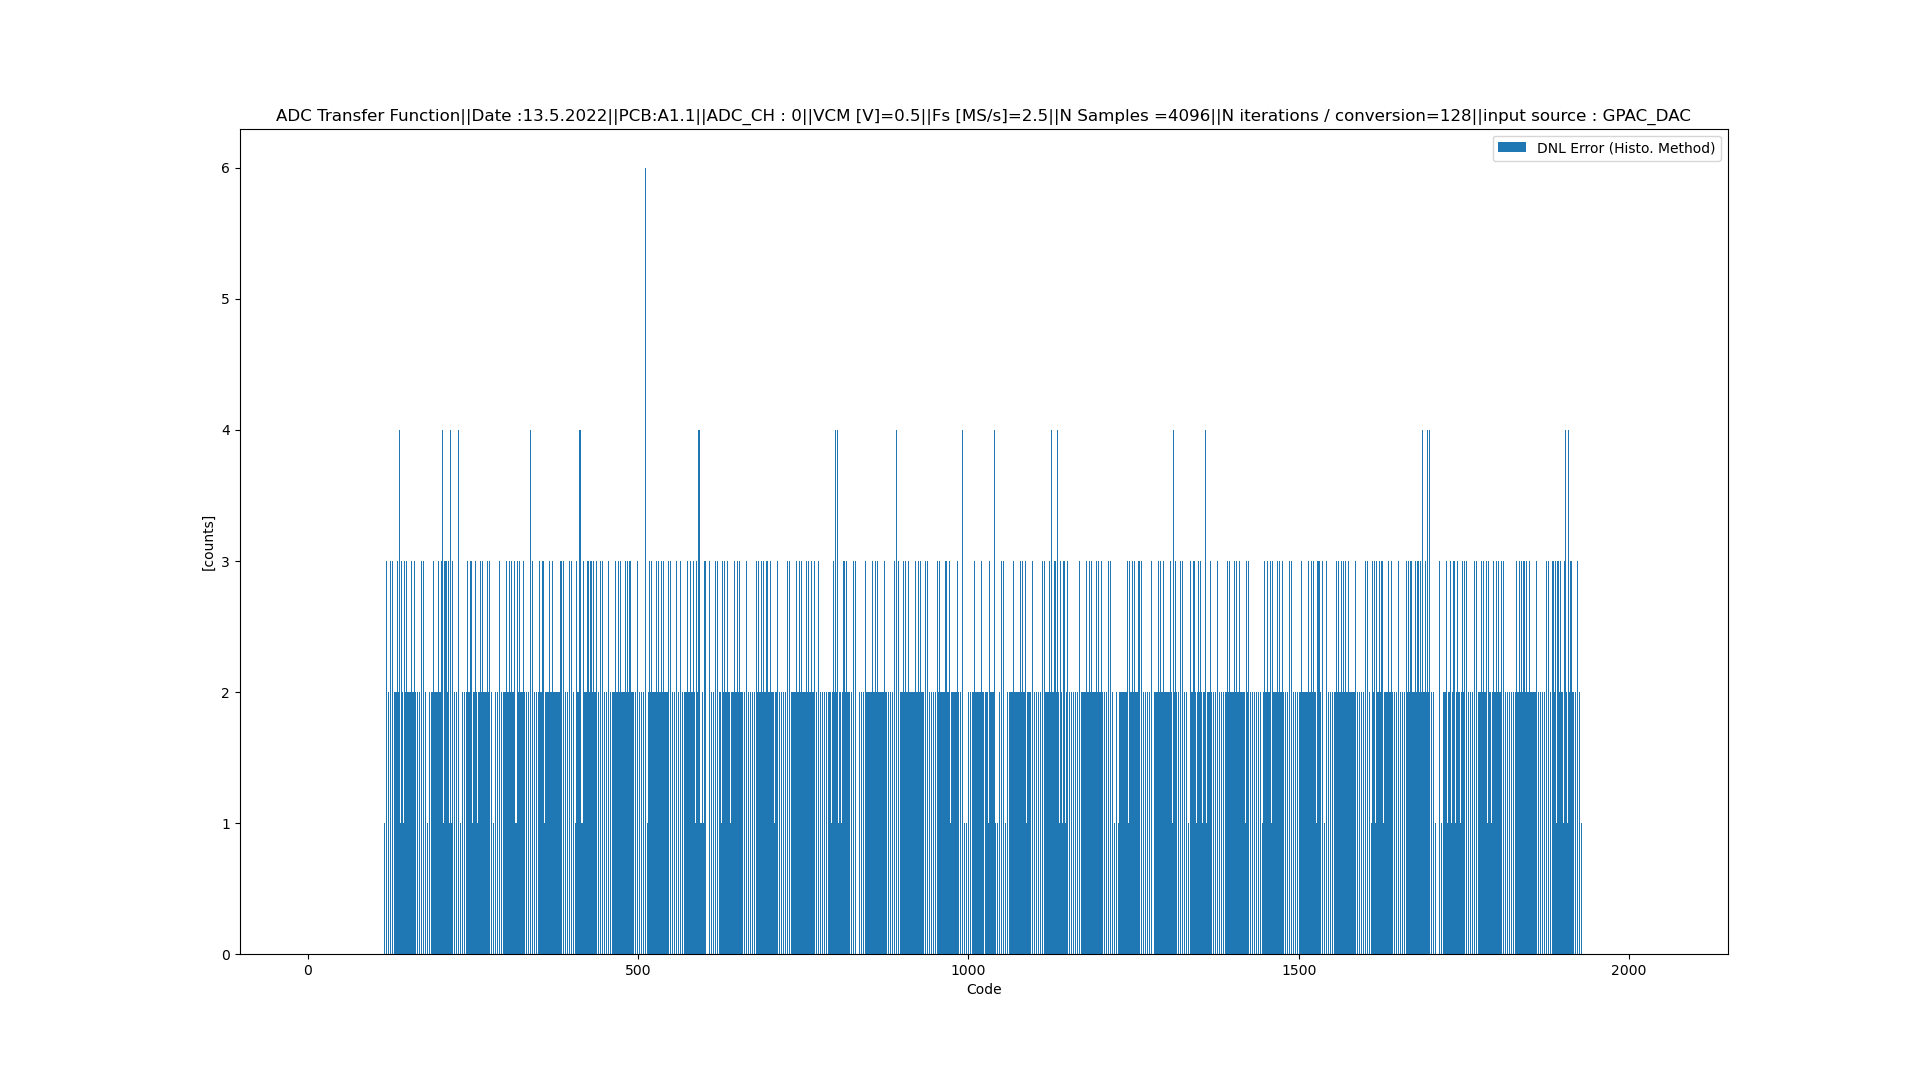 ADC Transfer Function||Date :13.5.2022||PCB:A1.1||ADC_CH : 0||VCM [V]=0.5||Fs [MS/s]=2.5||N Samples =4096||N iterations / conversion=128||input source : GPAC_DAC
DNL Error (Histo. Method)
6
5
4
3
2
1
0
[counts]
0 500 1000 1500 2000
Code